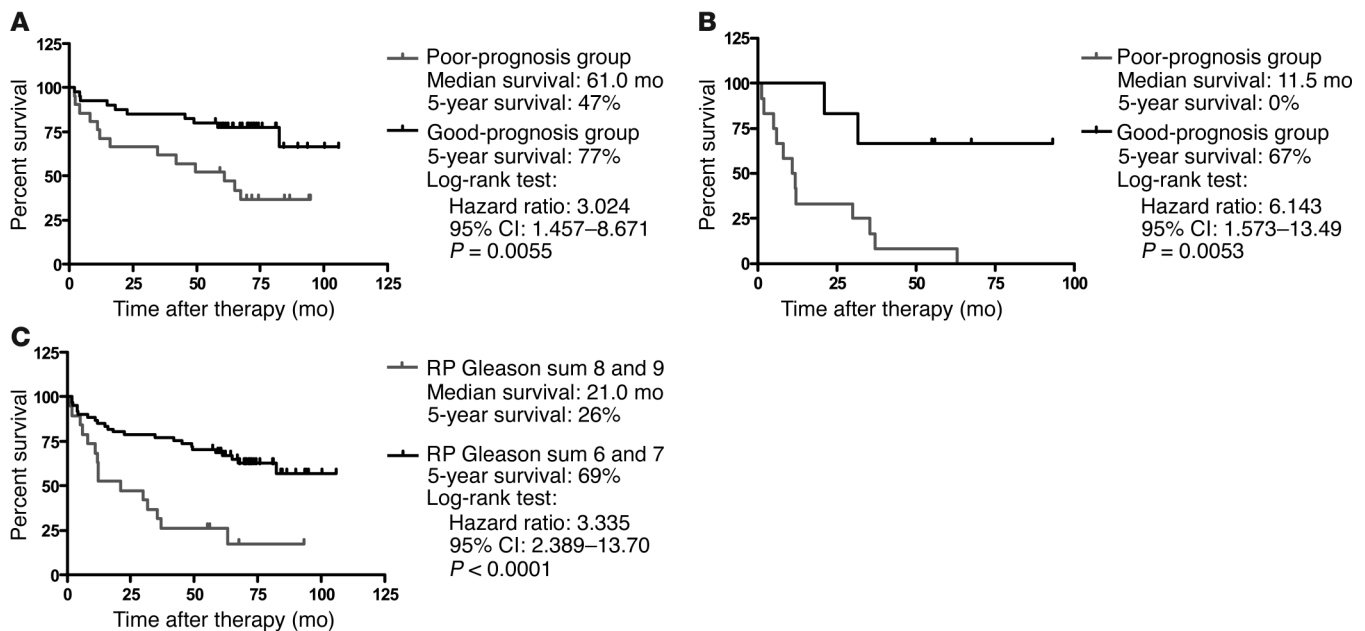 A
125
100
75
50
25
0
Percent survival
0 25 50 75 100 125
Time after therapy (mo)
Poor-prognosis group
Median survival: 61.0 mo
5-year survival: 47%
Good-prognosis group
5-year survival: 77%
Log-rank test:
Hazard ratio: 3.024
95% CI: 1.457–8.671
P = 0.0055
B
125
100
75
50
25
0
Percent survival
0 25 50 75 100
Time after therapy (mo)
Poor-prognosis group
Median survival: 11.5 mo
5-year survival: 0%
Good-prognosis group
5-year survival: 67%
Log-rank test:
Hazard ratio: 6.143
95% CI: 1.573–13.49
P = 0.0053
C
125
100
75
50
25
0
Percent survival
0 25 50 75 100 125
Time after therapy (mo)
RP Gleason sum 8 and 9
Median survival: 21.0 mo
5-year survival: 26%
RP Gleason sum 6 and 7
5-year survival: 69%
Log-rank test:
Hazard ratio: 3.335
95% CI: 2.389–13.70
P < 0.0001